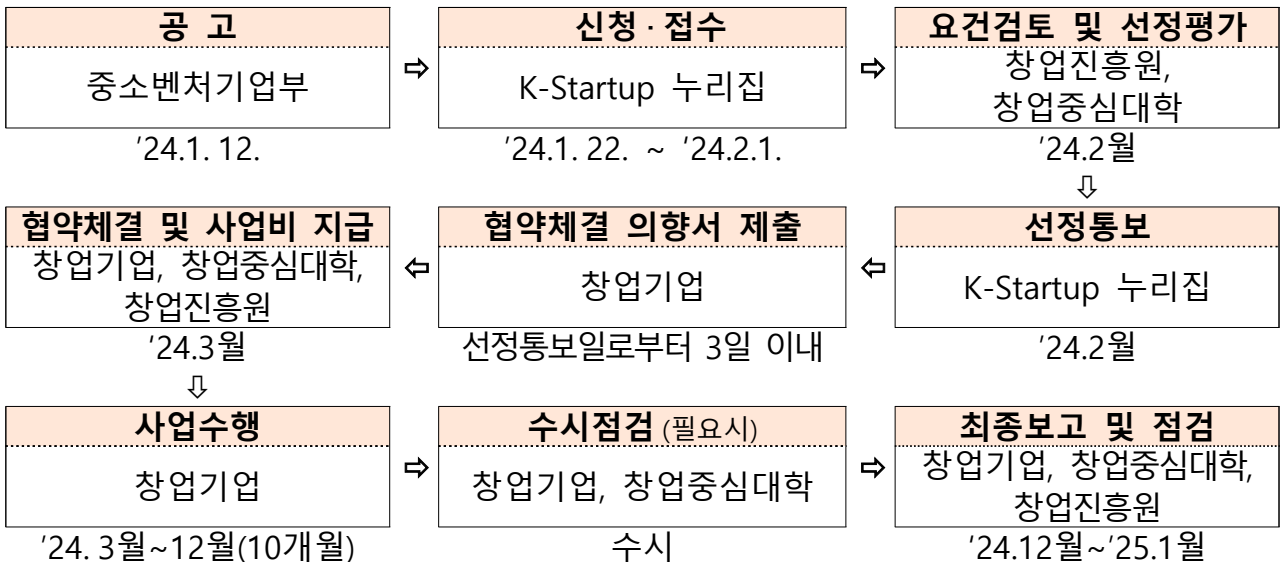 공 고
중소벤처기업부
'24.1. 12.
⇨
신청 · 접수
K-Startup 누리집
'24.1. 22. ~ '24.2.1.
⇨
요건검토 및 선정평가
창업진흥원,
창업중심대학
'24.2월
⇩
선정통보
K-Startup 누리집
'24.2월
⇦
협약체결 의향서 제출
창업기업
선정통보일로부터 3일 이내
⇦
협약체결 및 사업비 지급
창업기업, 창업중심대학,
창업진흥원
'24.3월
⇩
사업수행
창업기업
'24. 3월~12월(10개월)
⇨
수시점검 (필요시)
창업기업, 창업중심대학
수시
⇨
최종보고 및 점검
창업기업, 창업중심대학,
창업진흥원
'24.12월~'25.1월